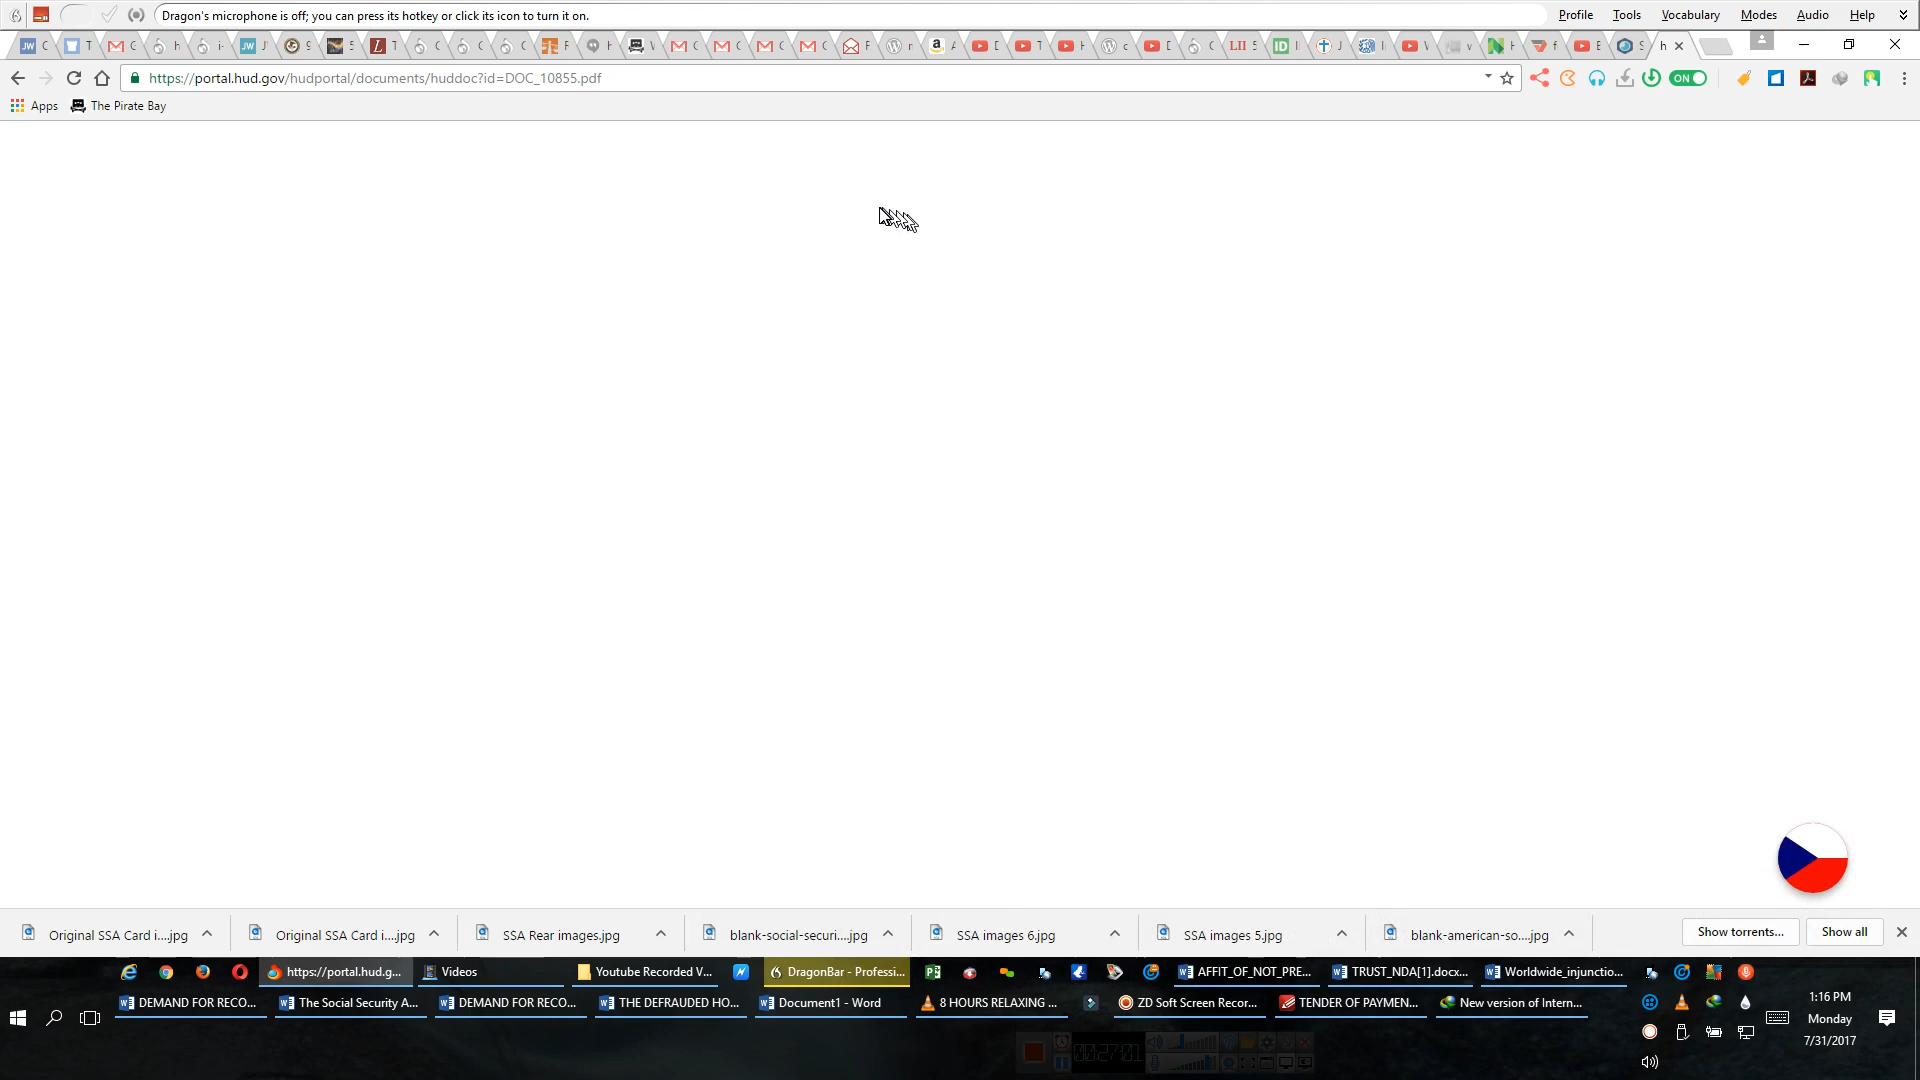 Dragon's microphone is off; you can press its hotkey or click its icon to turn it on.
Profile Tools Vocabulary Modes Audio Help
https://portal.hud.gov/hudportal/documents/huddoc?id=DOC_10855.pdf
ON
Apps The Pirate Bay
Original SSA Card i....jpg
Original SSA Card i....jpg
SSA Rear images.jpg
blank-social-securi....jpg
SSA images 6.jpg
SSA images 5.jpg
blank-american-so....jpg
Show torrents...
Show all
https://portal.hud.g...
Videos
Youtube Recorded V...
DragonBar - Professi...
AFFIT_OF_NOT_PRE...
TRUST_NDA[1].docx...
Worldwide_injunctio...
DEMAND FOR RECO...
The Social Security A...
DEMAND FOR RECO...
THE DEFRAUDED HO...
Document1 - Word
8 HOURS RELAXING ...
ZD Soft Screen Recor...
TENDER OF PAYMEN...
New version of Intern...
1:16 PM
Monday
7/31/2017
00:27:01